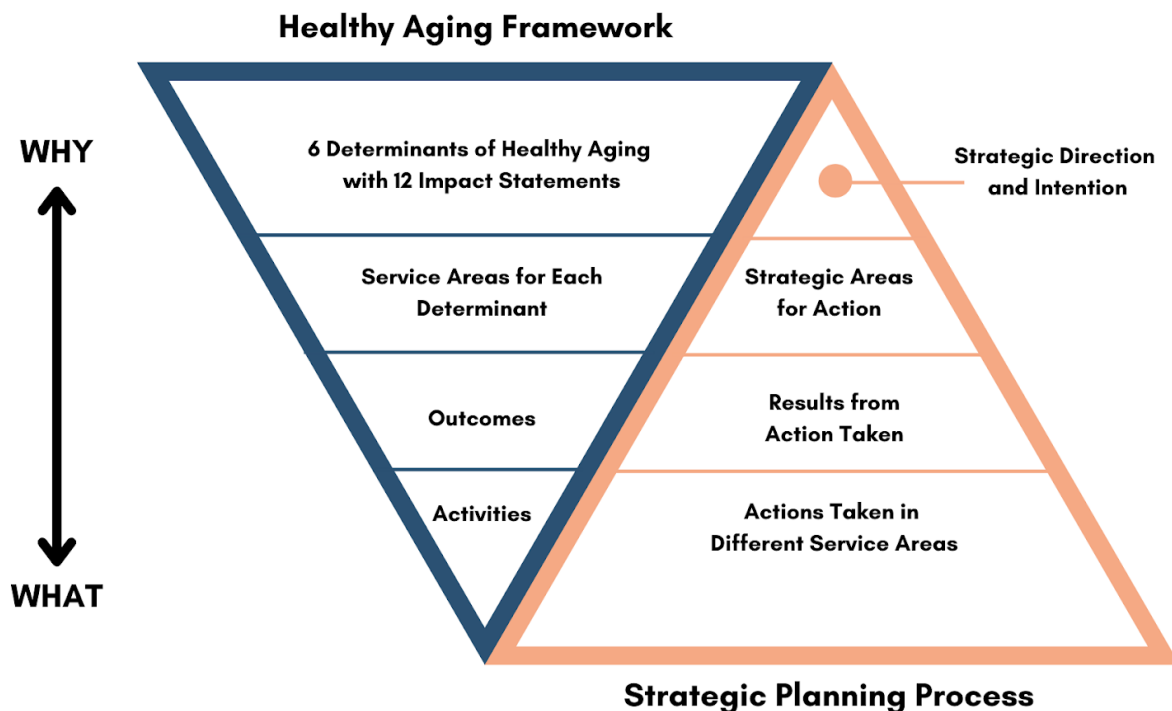 Healthy Aging Framework
WHY
6 Determinants of Healthy Aging
with 12 Impact Statements
Strategic Direction
and Intention
Service Areas for Each
Determinant
Strategic Areas
for Action
Outcomes
Results from
Action Taken
Activities
Actions Taken in
Different Service Areas
WHAT
Strategic Planning Process